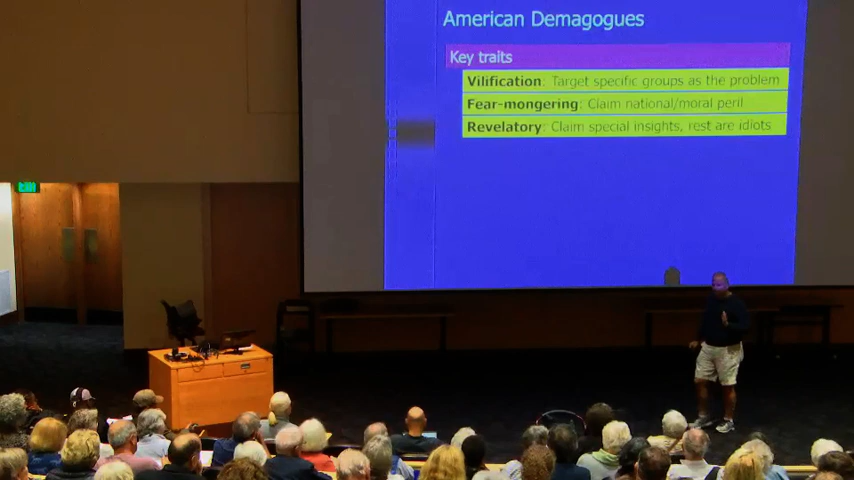 American Demagogues
Key traits
Vilification: Target specific groups as the problem
Fear-mongering: Claim national/moral peril
Revelatory: Claim special insights, rest are idiots
EXIT